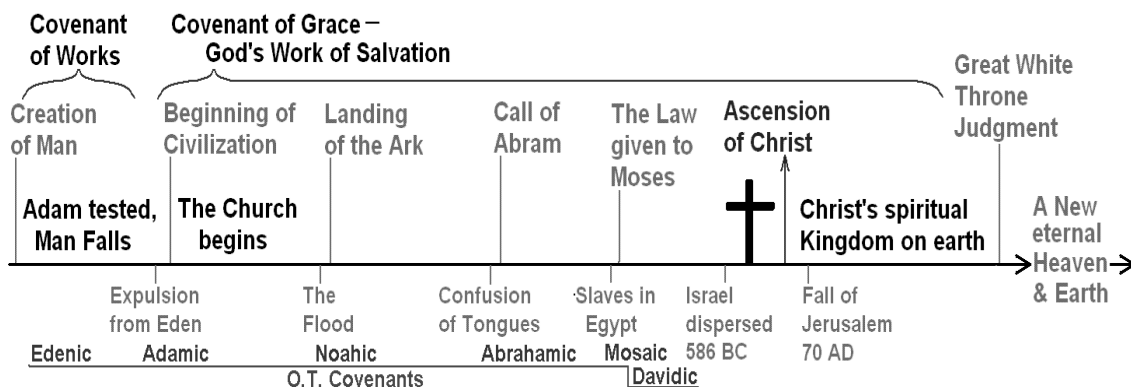 Covenant
of Works
Covenant of Grace –
God's Work of Salvation
Creation
of Man
Beginning of
Civilization
Landing
of the Ark
Call of
Abram
The Law
given to
Moses
Ascension
of Christ
Great White
Throne
Judgment
Adam tested,
Man Falls
The Church
begins
Christ's spiritual
Kingdom on earth
A New
eternal
Heaven
& Earth
Expulsion
from Eden
The
Flood
Confusion
of Tongues
Slaves in
Egypt
Israel
dispersed
586 BC
Fall of
Jerusalem
70 AD
Edenic
Adamic
Noahic
Abrahamic
Mosaic
Davidic
O.T. Covenants